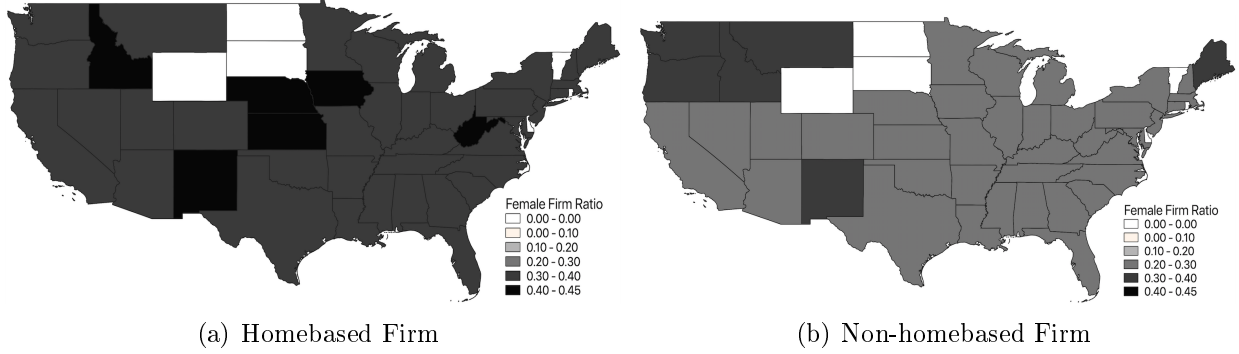 Female Firm Ratio
0.00 - 0.00
0.00 - 0.10
0.10 - 0.20
0.20 - 0.30
0.30 - 0.40
0.40 - 0.45
(a) Homebased Firm
Female Firm Ratio
0.00 - 0.00
0.00 - 0.10
0.10 - 0.20
0.20 - 0.30
0.30 - 0.40
0.40 - 0.45
(b) Non-homebased Firm